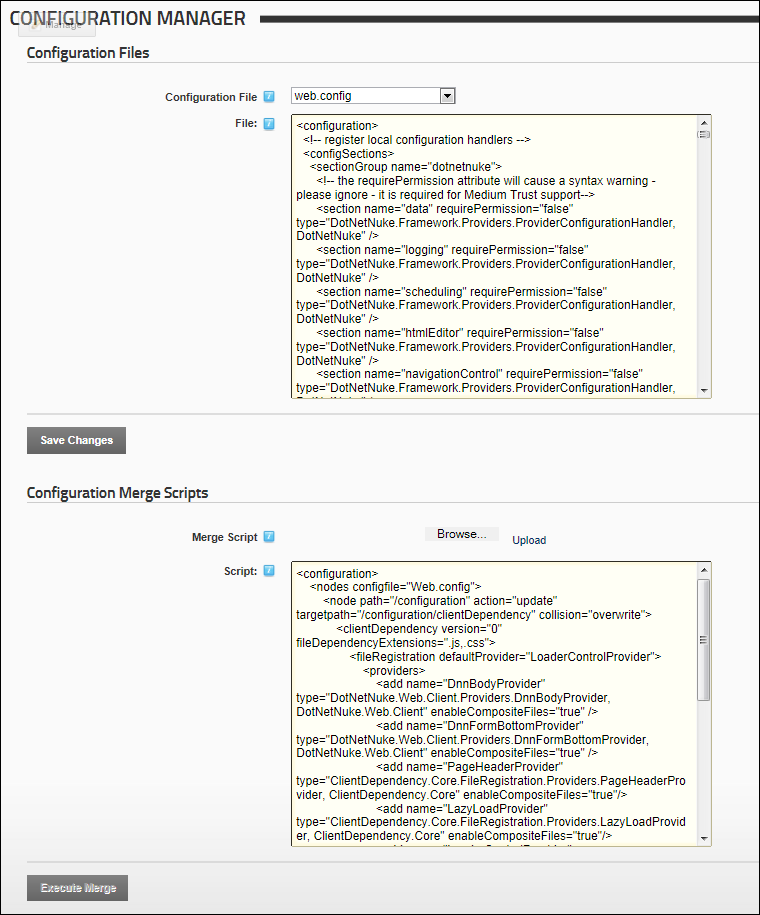 CONFIGURATION MANAGER
Manage
Configuration Files
Configuration File
web.config
File:
<configuration>
<!-- register local configuration handlers -->
<configSections>
<sectionGroup name="dotnetnuke">
<!-- the requirePermission attribute will cause a syntax warning -
please ignore - it is required for Medium Trust support-->
<section name="data" requirePermission="false"
type="DotNetNuke.Framework.Providers.ProviderConfigurationHandler,
DotNetNuke" />
<section name="logging" requirePermission="false"
type="DotNetNuke.Framework.Providers.ProviderConfigurationHandler,
DotNetNuke" />
<section name="scheduling" requirePermission="false"
type="DotNetNuke.Framework.Providers.ProviderConfigurationHandler,
DotNetNuke" />
<section name="htmlEditor" requirePermission="false"
type="DotNetNuke.Framework.Providers.ProviderConfigurationHandler,
DotNetNuke" />
<section name="navigationControl" requirePermission="false"
type="DotNetNuke.Framework.Providers.ProviderConfigurationHandler,
Save Changes
Configuration Merge Scripts
Merge Script
Browse...
Upload
Script:
<configuration>
<nodes configfile="Web.config">
<node path="/configuration" action="update"
targetpath="/configuration/clientDependency" collision="overwrite">
<clientDependency version="0"
fileDependencyExtensions=".js,.css">
<fileRegistration defaultProvider="LoaderControlProvider">
<providers>
<add name="DnnBodyProvider"
type="DotNetNuke.Web.Client.Providers.DnnBodyProvider,
DotNetNuke.Web.Client" enableCompositeFiles="true" />
<add name="DnnFormBottomProvider"
type="DotNetNuke.Web.Client.Providers.DnnFormBottomProvider,
DotNetNuke.Web.Client" enableCompositeFiles="true" />
<add name="PageHeaderProvider"
type="ClientDependency.Core.FileRegistration.Providers.PageHeaderPro
vider, ClientDependency.Core" enableCompositeFiles="true"/>
<add name="LazyLoadProvider"
type="ClientDependency.Core.FileRegistration.Providers.LazyLoadProvid
er, ClientDependency.Core" enableCompositeFiles="true"/>
Execute Merge